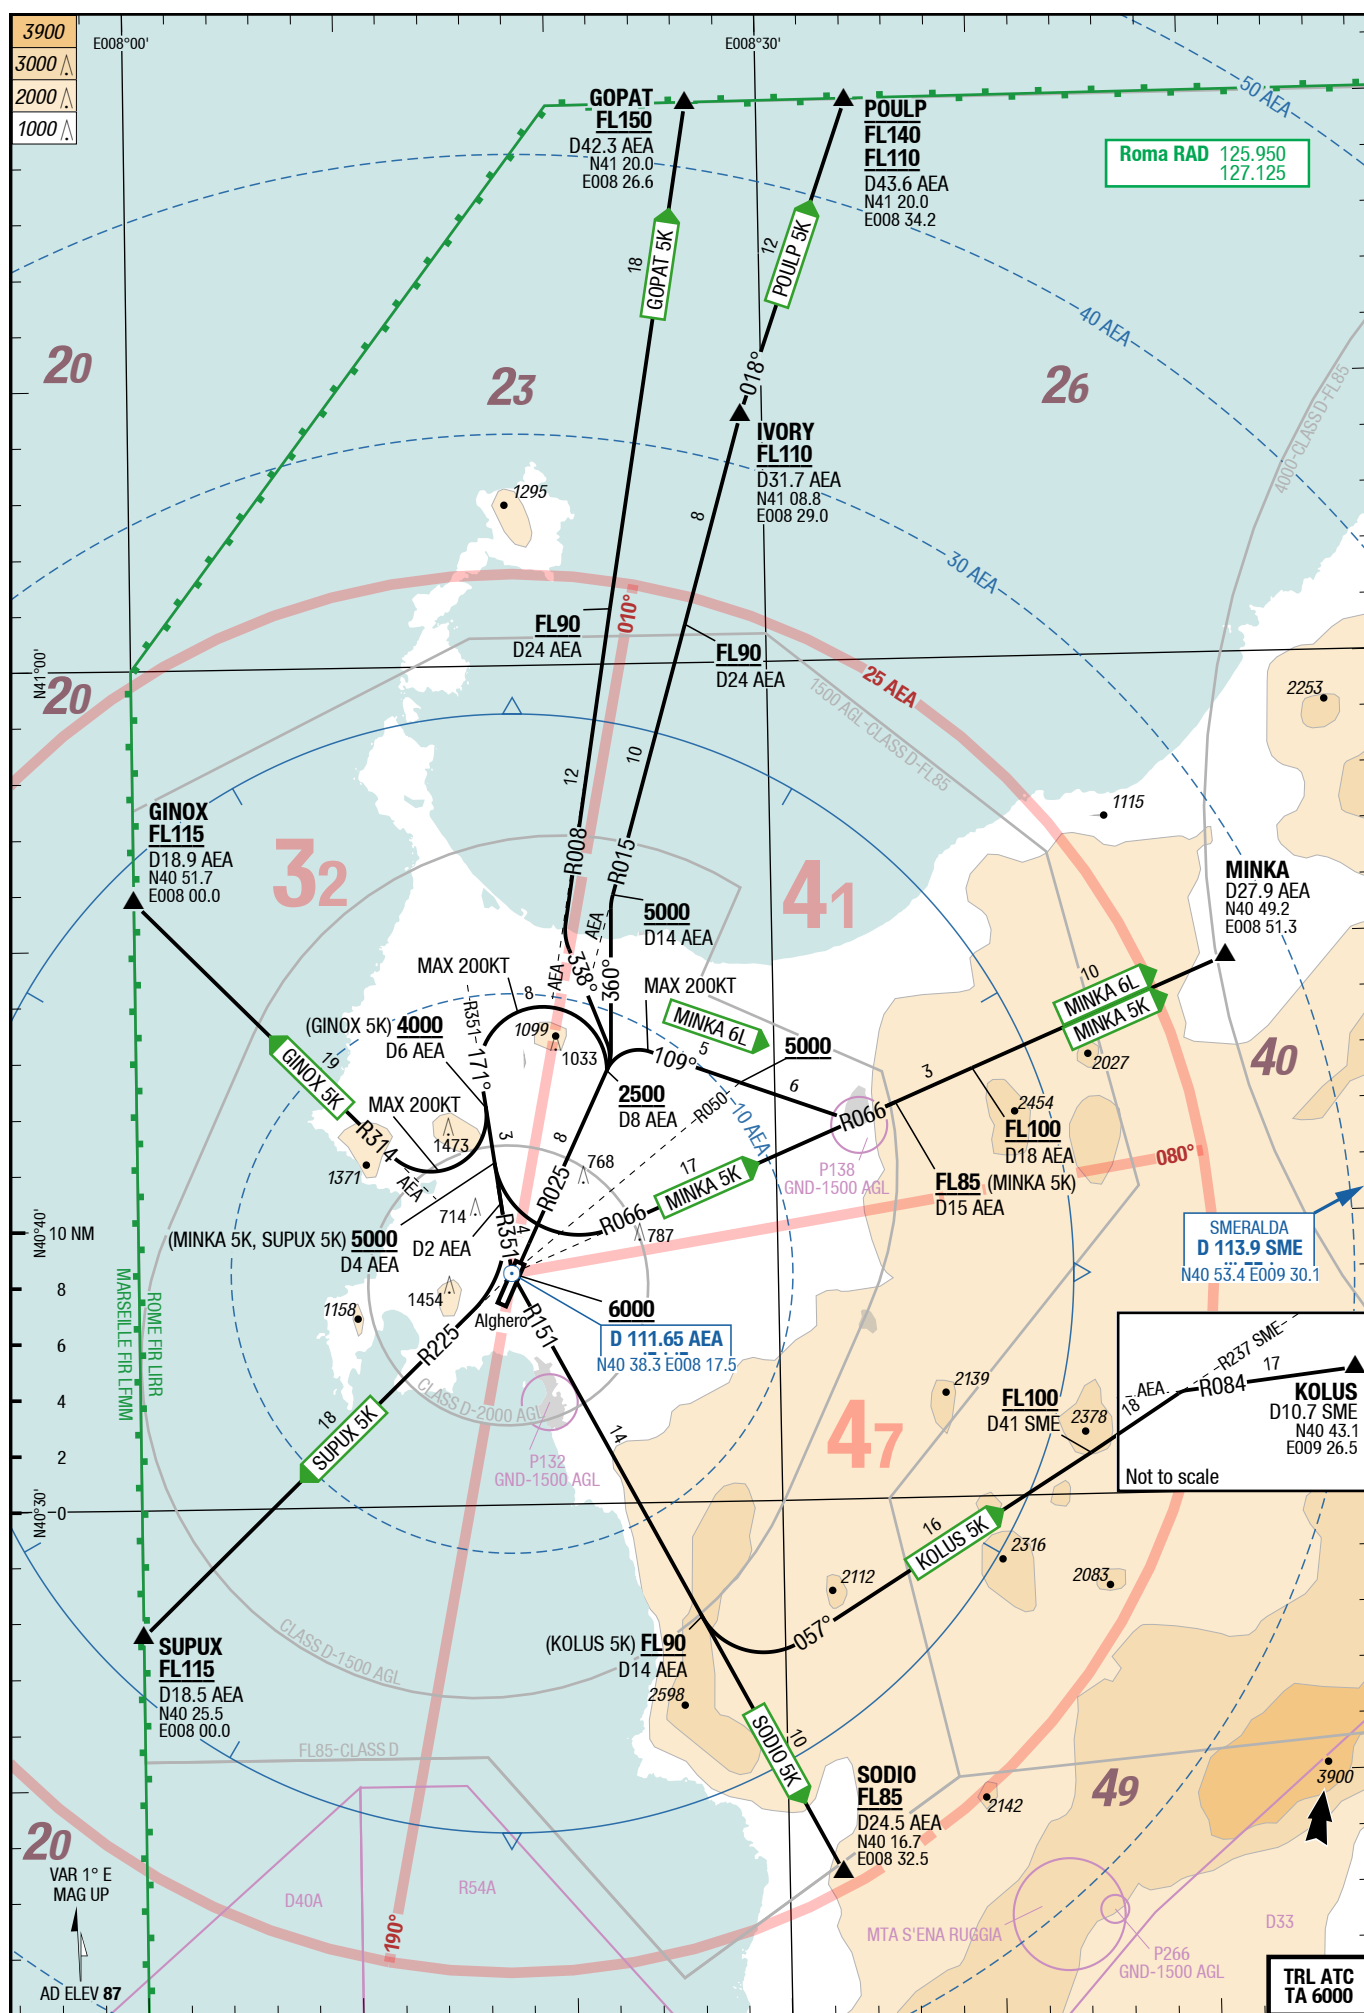 3900
3000
2000
1000
E008°00'
E008°30'
GOPAT
FL150
D42.3 AEA
N41 20.0
E008 26.6
POULP
FL140
FL110
D43.6 AEA
N41 20.0
E008 34.2
50 AEA
Roma RAD 125.950
127.125
GOPAT 5K
18
POULP 5K
12
018°
40 AEA
20
23
26
4000-CLASS D-FL85
IVORY
FL110
D31.7 AEA
N41 08.8
E008 29.0
8
1295
30 AEA
010°
FL90
D24 AEA
FL90
D24 AEA
N41°00'
20
25 AEA
1500 AGL-CLASS D-FL85
2253
12
10
GINOX
FL115
D18.9 AEA
N40 51.7
E008 00.0
32
R008
R015
41
1115
MINKA
D27.9 AEA
N40 49.2
E008 51.3
5000
D14 AEA
AEA
AEA
338°
360°
MAX 200KT
8
R351
171°
MAX 200KT
MINKA 6L
5
10
MINKA 6L
MINKA 5K
(GINOX 5K) 4000
D6 AEA
1099
1033
109°
5000
2027
40
GINOX 5K
19
2500
D8 AEA
6
3
2454
R050
10 AEA
R066
FL100
D18 AEA
MAX 200KT
R314
1473
3
8
1371
AEA
768
P138
GND-1500 AGL
080°
FL85 (MINKA 5K)
D15 AEA
17
MINKA 5K
R025
714
R066
787
R351
4
N40°40'
10 NM
8
6
4
2
0
(MINKA 5K, SUPUX 5K) 5000
D4 AEA
D2 AEA
SMERALDA
D 113.9 SME
N40 53.4 E009 30.1
MARSEILLE FIR LFMM
ROME FIR LIRR
1158
1454
Alghero
6000
D 111.65 AEA
N40 38.3 E008 17.5
R225
R151
CLASS D-2000 AGL
R237 SME
17
AEA
R084
18
KOLUS
D10.7 SME
N40 43.1
E009 26.5
Not to scale
2139
FL100
D41 SME
2378
47
18
SUPUX 5K
14
P132
GND-1500 AGL
N40°30'
16
KOLUS 5K
2316
2083
2112
057°
SUPUX
FL115
D18.5 AEA
N40 25.5
E008 00.0
CLASS D-1500 AGL
(KOLUS 5K) FL90
D14 AEA
2598
FL85-CLASS D
SODIO 5K
10
SODIO
FL85
D24.5 AEA
N40 16.7
E008 32.5
2142
49
3900
20
VAR 1° E
MAG UP
D40A
R54A
190°
MTA S'ENA RUGGIA
P266
GND-1500 AGL
D33
AD ELEV 87
TRL ATC
TA 6000